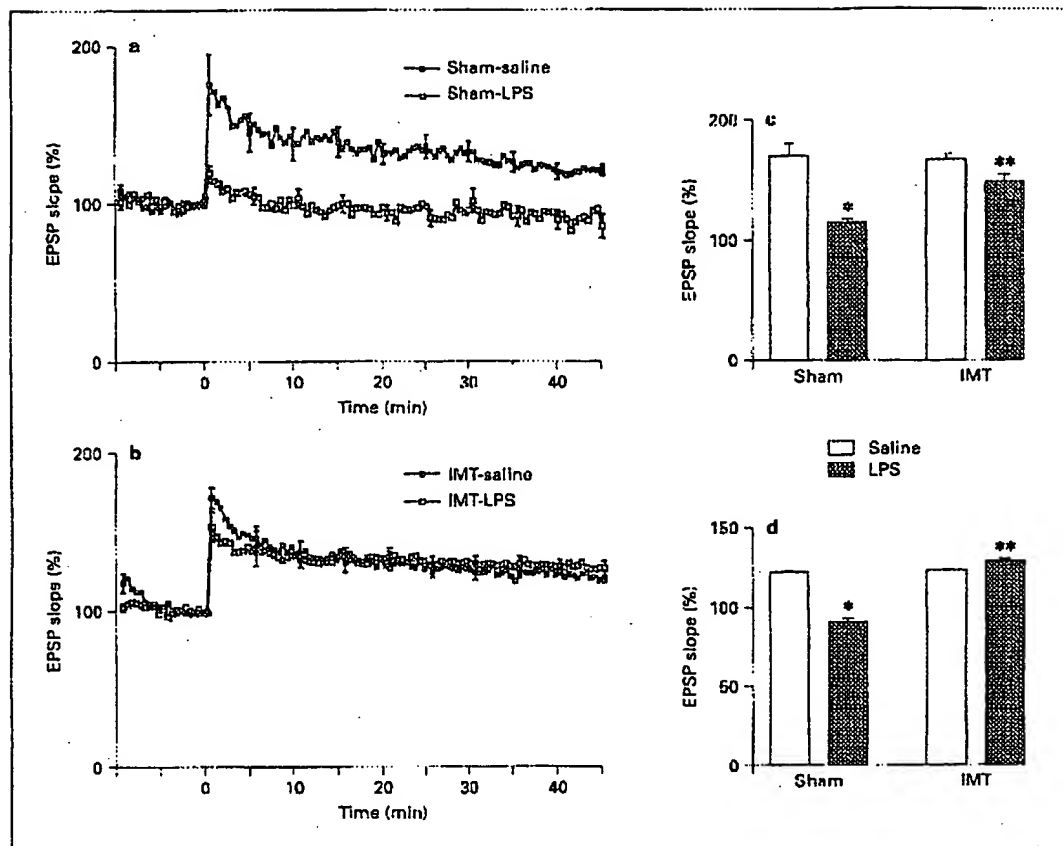 a
200
100
0
EPSP slope (%)
Sham-saline
Sham-LPS
0 10 20 30 40
Time (min)
b
200
100
0
EPSP slope (%)
IMT-saline
IMT-LPS
0 10 20 30 40
Time (min)
c
200
100
0
EPSP slope (%)
*
**
Sham IMT
Saline
LPS
d
150
100
50
0
EPSP slope (%)
*
**
Sham IMT